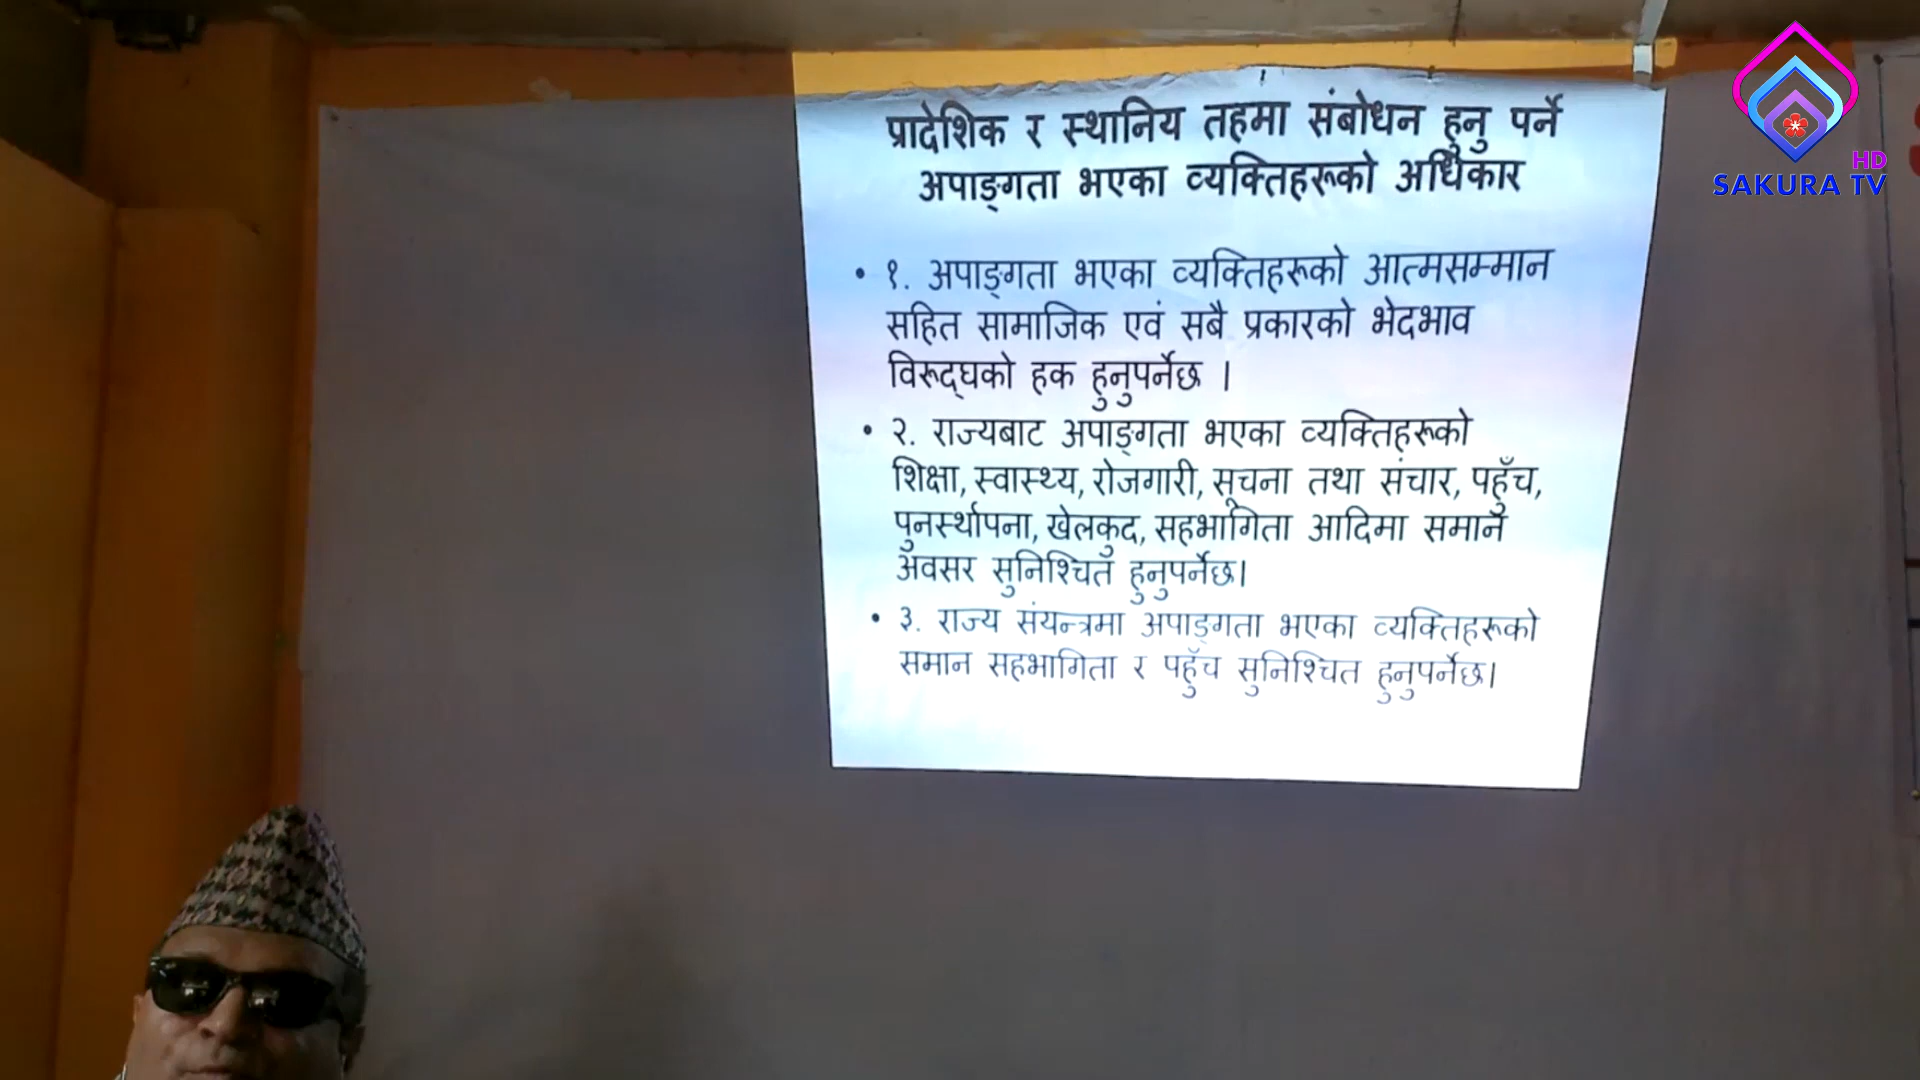 प्रादेशिक र स्थानिय तहमा संबोधन हुनु पर्ने
अपाङ्गता भएका व्यक्तिहरूको अधिकार
• १. अपाङ्गता भएका व्यक्तिहरूको आत्मसम्मान
सहित सामाजिक एवं सबै प्रकारको भेदभाव
विरूद्घको हक हुनुपर्नेछ ।
• २. राज्यबाट अपाङ्गता भएका व्यक्तिहरूको
शिक्षा, स्वास्थ्य, रोजगारी, सूचना तथा संचार, पहुँच,
पुनर्स्थापना, खेलकुद, सहभागिता आदिमा समान
अवसर सुनिश्चित हुनुपर्नेछ।
• ३. राज्य संयन्त्रमा अपाङ्गता भएका व्यक्तिहरूको
समान सहभागिता र पहुँच सुनिश्चित हुनुपर्नेछ।
HD
SAKURA TV